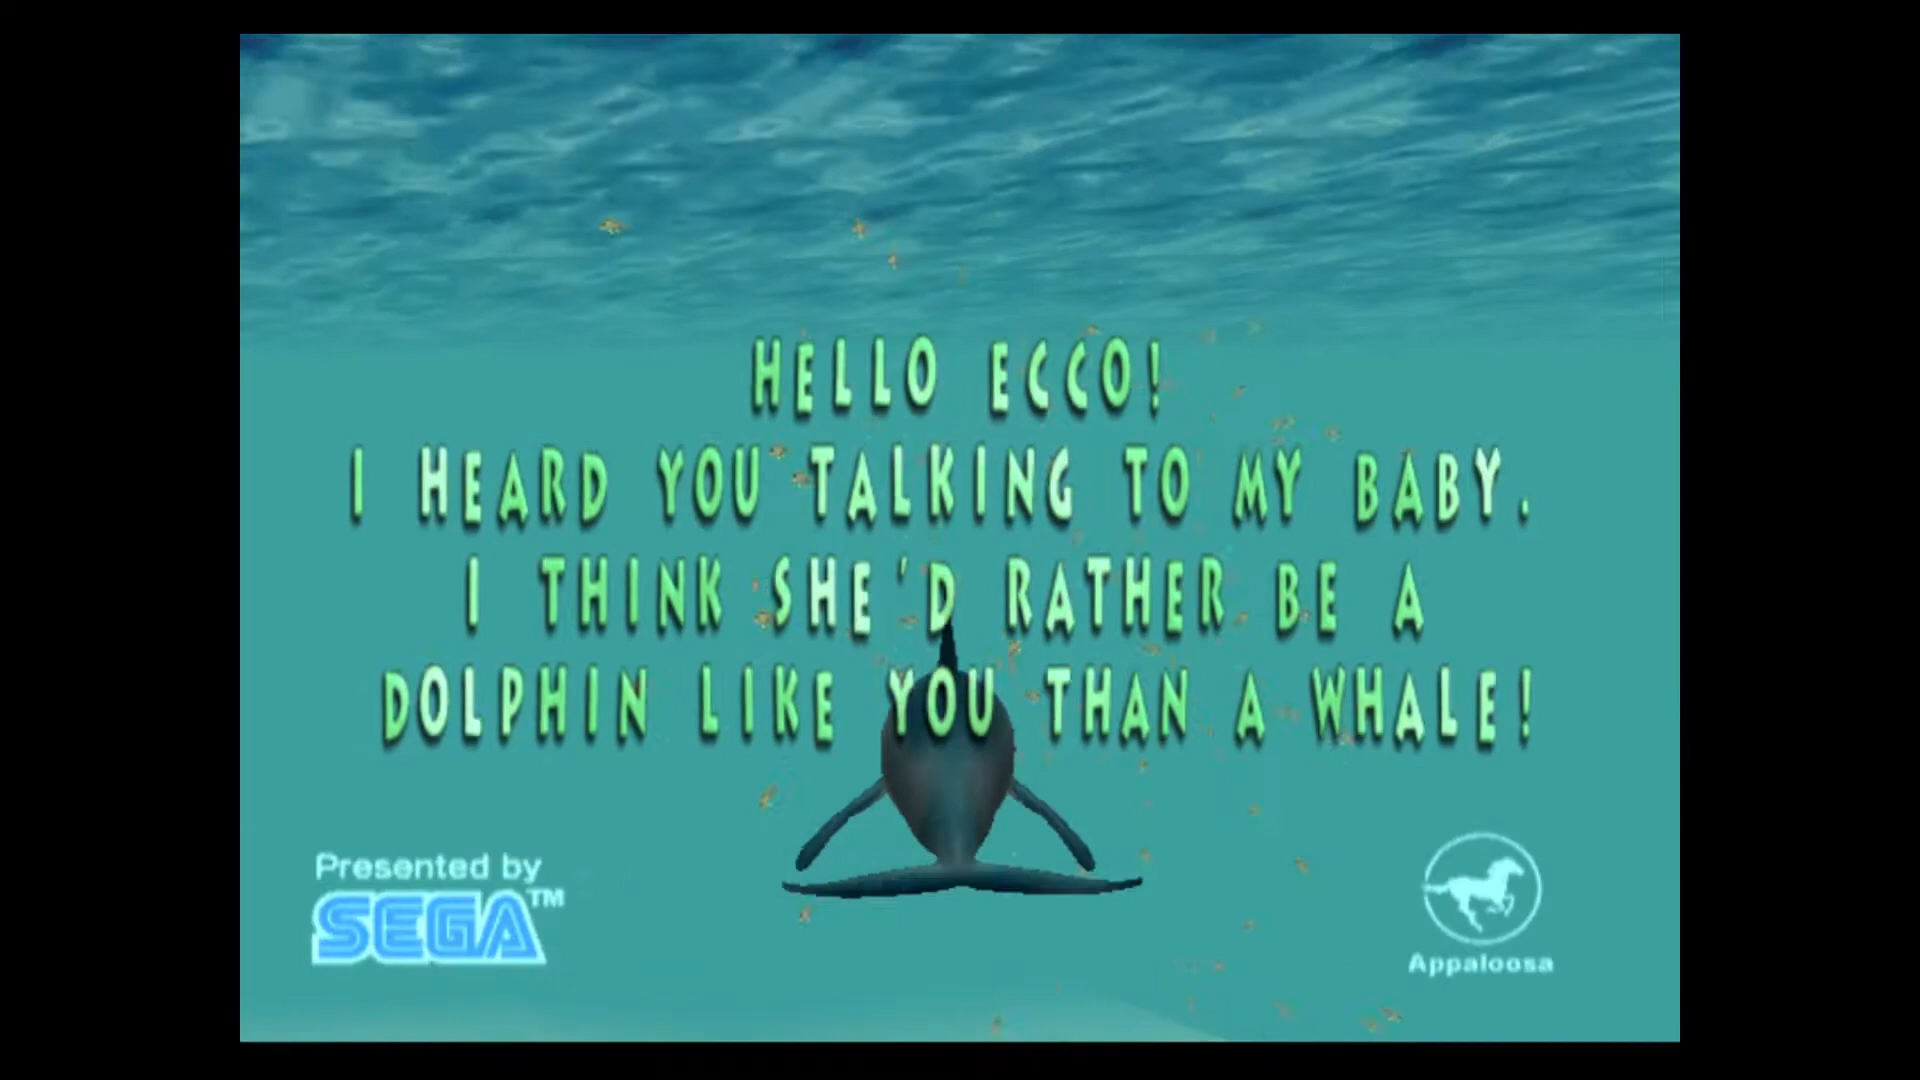 HELLO ECCO!
I HEARD YOU TALKING TO MY BABY.
I THINK SHE'D RATHER BE A
DOLPHIN LIKE YOU THAN A WHALE!
Presented by
SEGA™
Appaloosa